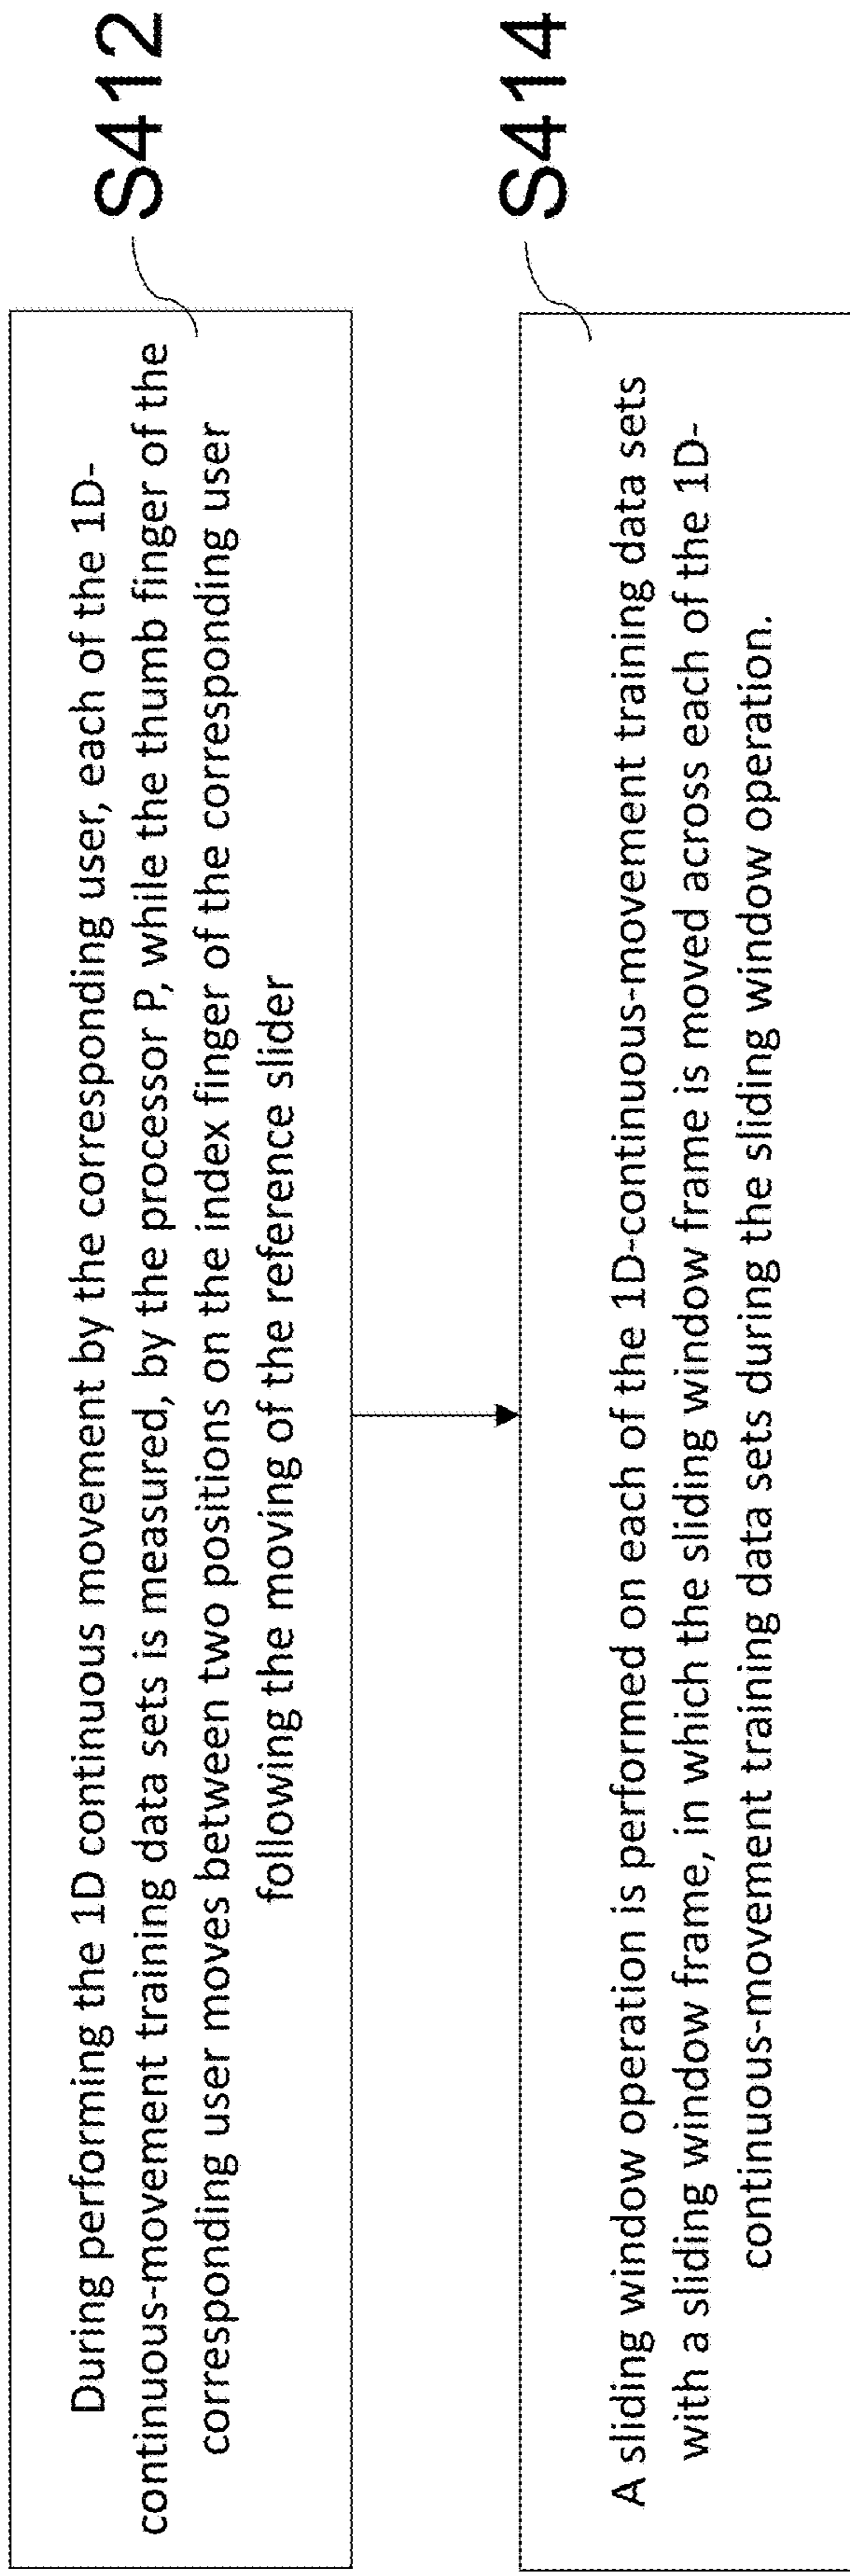 During performing the 1D continuous movement by the corresponding user, each of the 1D-
continuous-movement training data sets is measured, by the processor P, while the thumb finger of the
corresponding user moves between two positions on the index finger of the corresponding user
following the moving of the reference slider
S412
A sliding window operation is performed on each of the 1D-continuous-movement training data sets
with a sliding window frame, in which the sliding window frame is moved across each of the 1D-
continuous-movement training data sets during the sliding window operation.
S414